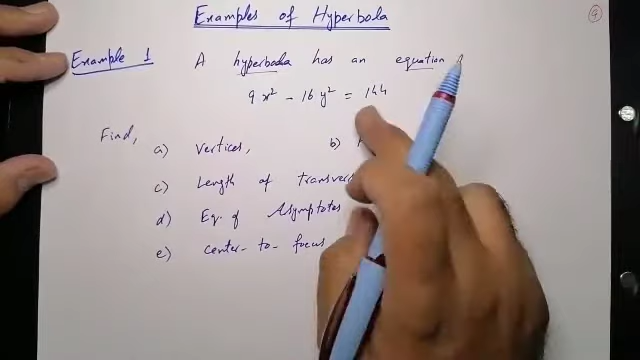 Examples of Hyperbola
Example 1 A hyperbola has an equation
9x² - 16y² = 144
Find,
a) Vertices, b)
c) Length of
d) Eq. of Asymptotes
e) center-to-focus